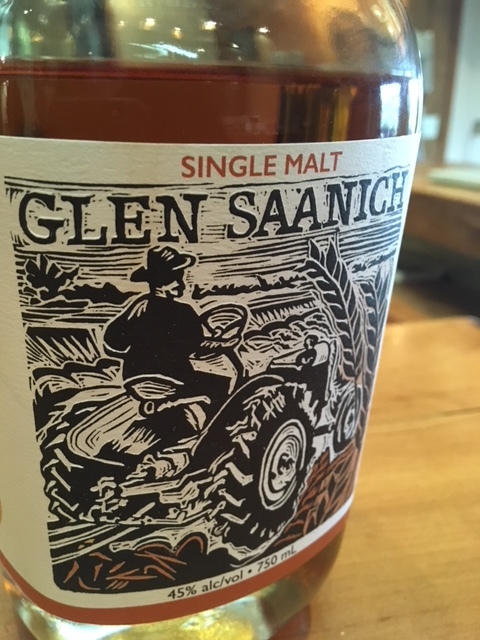 SINGLE MALT
GLEN SAANICH
45% alc/vol • 750 mL